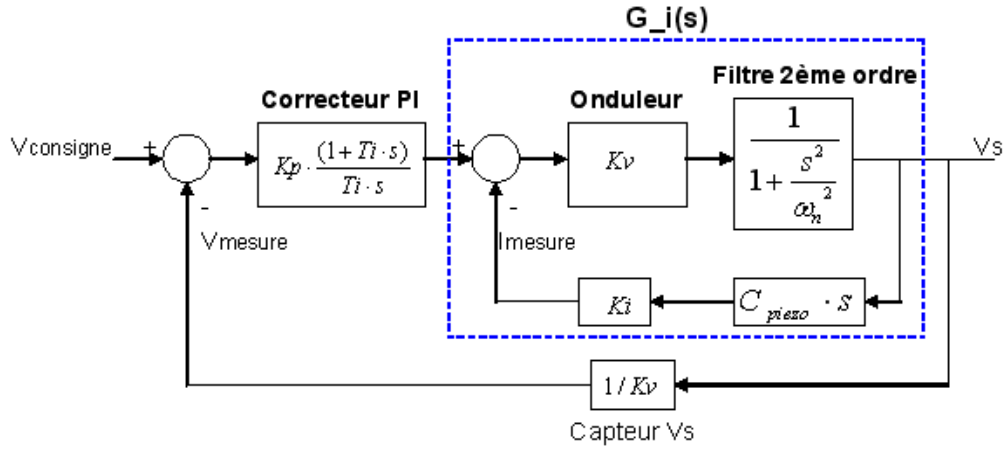 G_i(s)
Filtre 2ème ordre
Correcteur PI
Onduleur
Vconsigne
+
Kp · (1 + Ti · s) / Ti · s
+
Kv
1 / 1 + s² / ωn²
Vs
-
Vmesure
-
Imesure
Ki
C piezo · s
1 / Kv
Capteur Vs